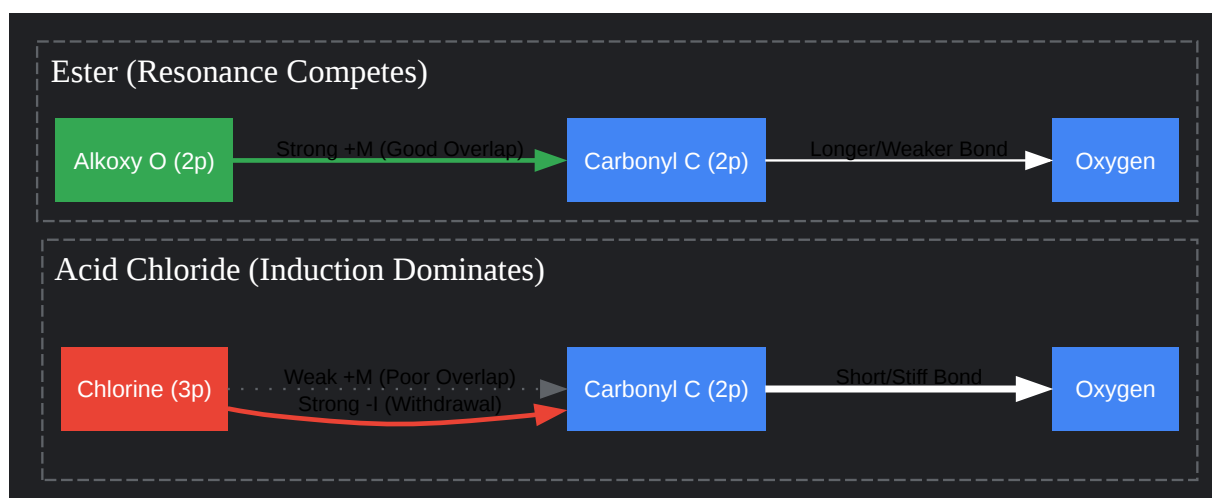 Ester (Resonance Competes)
Alkoxy O (2p)
Strong +M (Good Overlap)
Carbonyl C (2p)
Longer/Weaker Bond
Oxygen
Acid Chloride (Induction Dominates)
Chlorine (3p)
Weak +M (Poor Overlap)
Strong -I (Withdrawal)
Carbonyl C (2p)
Short/Stiff Bond
Oxygen